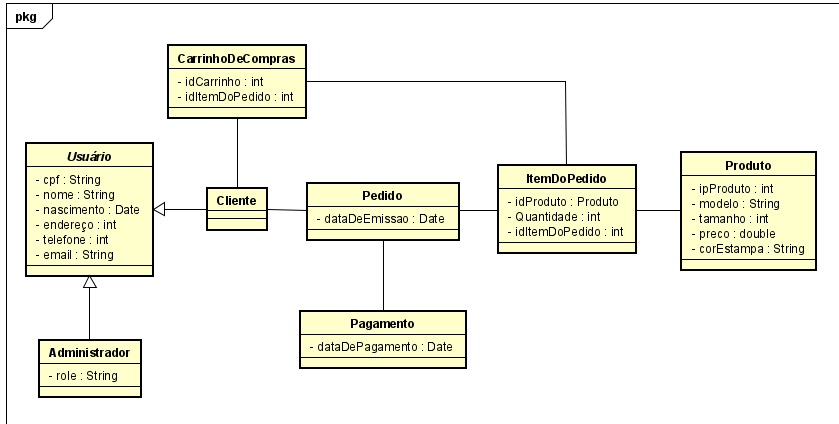 pkg
CarrinhoDeCompras
- idCarrinho : int
- idItemDoPedido : int
Usuário
- cpf : String
- nome : String
- nascimento : Date
- endereço : int
- telefone : int
- email : String
Cliente
Pedido
- dataDeEmissao : Date
ItemDoPedido
- idProduto : Produto
- Quantidade : int
- idItemDoPedido : int
Produto
- ipProduto : int
- modelo : String
- tamanho : int
- preco : double
- corEstampa : String
Pagamento
- dataDePagamento : Date
Administrador
- role : String